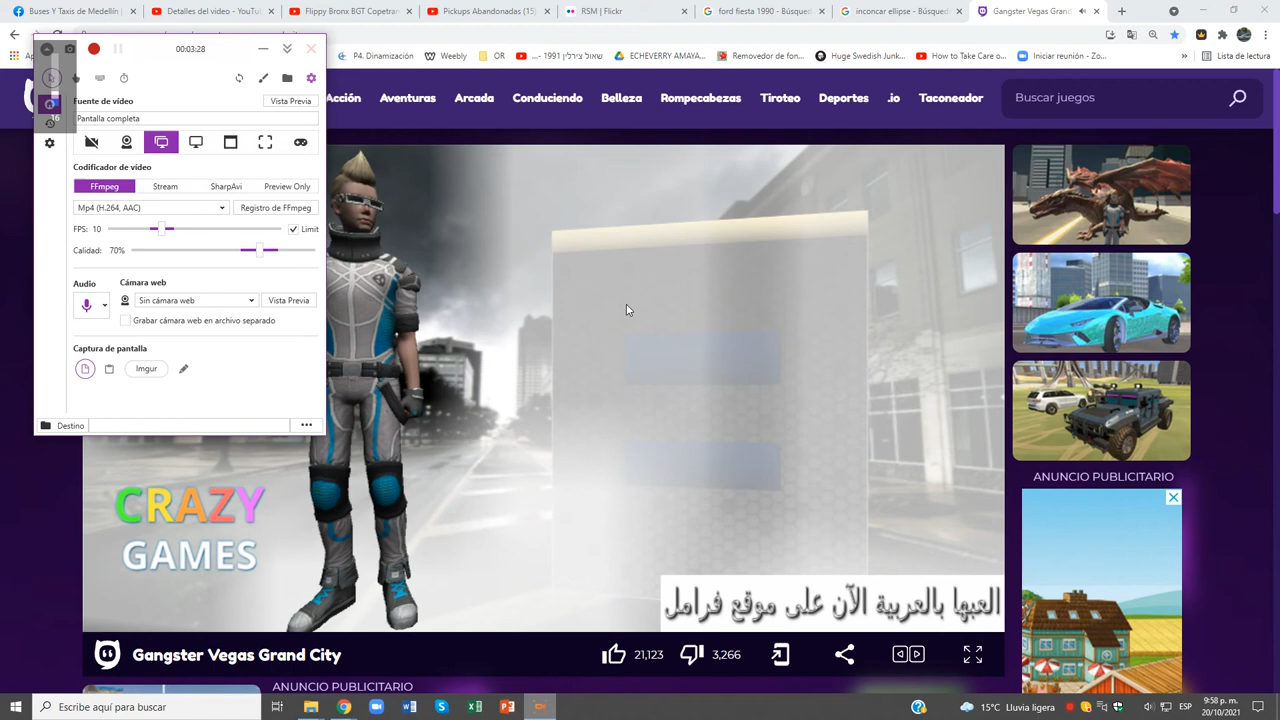 Buses Y Taxis de Medellín |
Detalles del video - YouTu
Flippy Bronx BGT Copetran
Pickups Abandonadas (15)
RSM | Flickr
ford fiesta 1990 - Búsqued
inconcar ellipse - Búsqued
Gangster Vegas Grand
P4. Dinamización
Weebly
OR
שאול צירלין 1991 -...
ECHEVERRY AMAYA...
Removedor de fon...
Huge Swedish Junk...
How to Take Care o...
Iniciar reunión - Zo...
Lista de lectura
00:03:28
Fuente de vídeo
Vista Previa
Pantalla completa
16
Codificador de vídeo
FFmpeg
Stream
SharpAvi
Preview Only
Mp4 (H.264, AAC)
Registro de FFmpeg
FPS: 10
Limit
Calidad: 70%
Audio
Cámara web
Sin cámara web
Vista Previa
Grabar cámara web en archivo separado
Captura de pantalla
Imgur
Destino
Acción
Aventuras
Arcada
Conduciendo
Belleza
Rompecabezas
Tiroteo
Deportes
.io
Taconeador
Buscar juegos
CRAZY
GAMES
العبها بالعربية الآن على موقع فرامل
ANUNCIO PUBLICITARIO
Gangster Vegas Grand City
21,123
3,266
ANUNCIO PUBLICITARIO
Escribe aquí para buscar
15°C Lluvia ligera
ESP
9:58 p. m.
20/10/2021